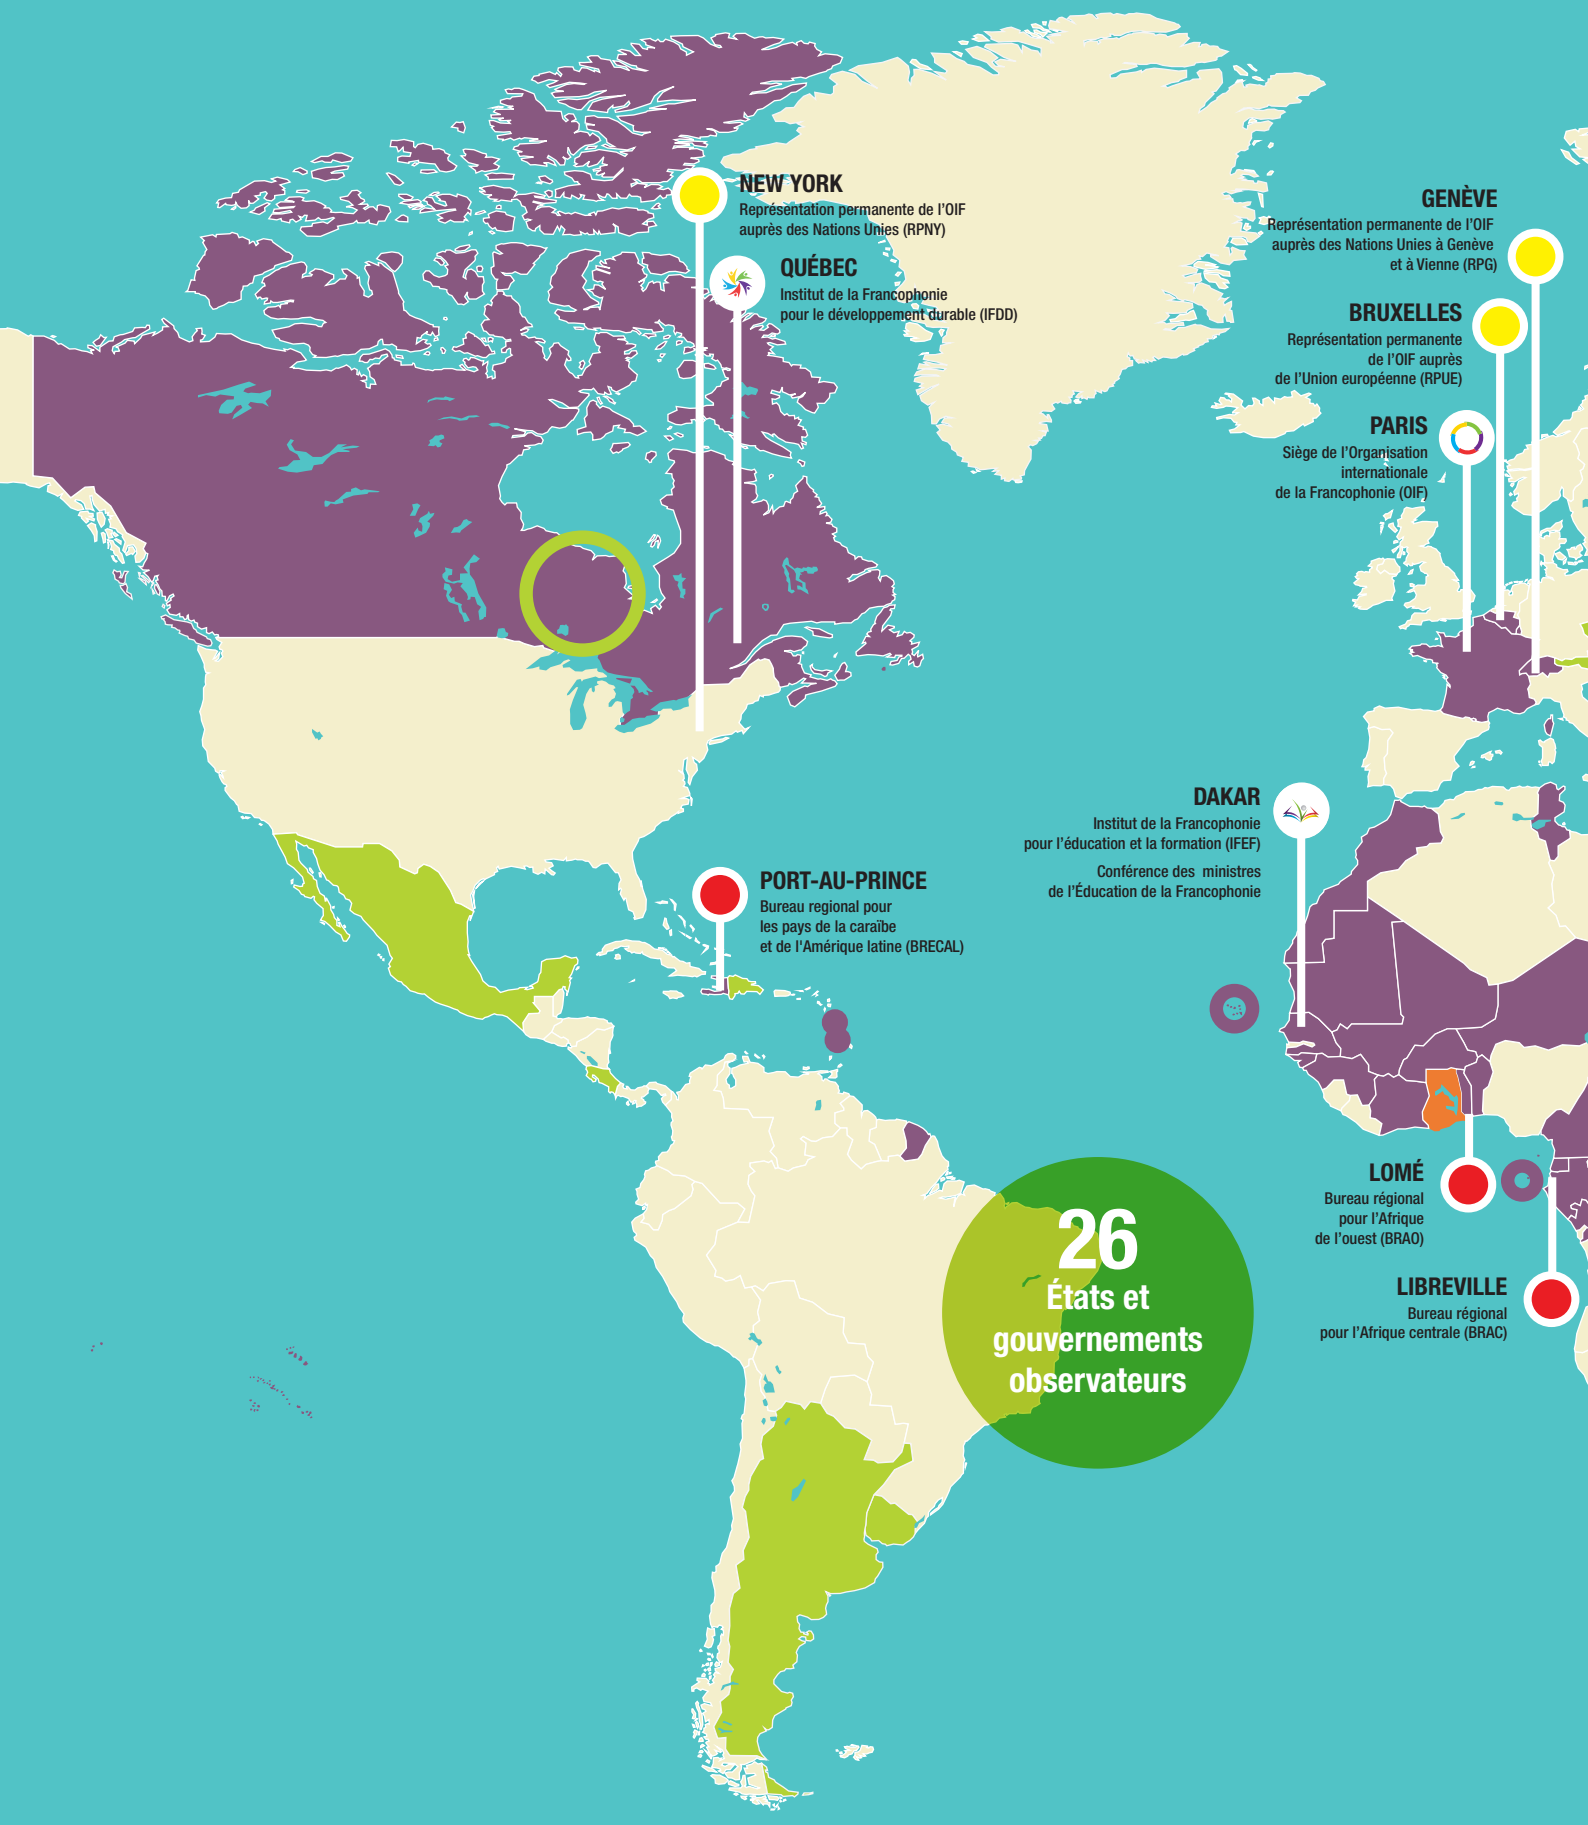 NEW YORK
Représentation permanente de l’OIF
auprès des Nations Unies (RPNY)
QUÉBEC
Institut de la Francophonie
pour le développement durable (IFDD)
GENÈVE
Représentation permanente de l’OIF
auprès des Nations Unies à Genève
et à Vienne (RPG)
BRUXELLES
Représentation permanente
de l’OIF auprès
de l’Union européenne (RPUE)
PARIS
Siège de l’Organisation
internationale
de la Francophonie (OIF)
DAKAR
Institut de la Francophonie
pour l’éducation et la formation (IFEF)
Conférence des ministres
de l’Éducation de la Francophonie
PORT-AU-PRINCE
Bureau regional pour
les pays de la caraïbe
et de l'Amérique latine (BRECAL)
LOMÉ
Bureau régional
pour l’Afrique
de l’ouest (BRAO)
LIBREVILLE
Bureau régional
pour l’Afrique centrale (BRAC)
26
États et
gouvernements
observateurs